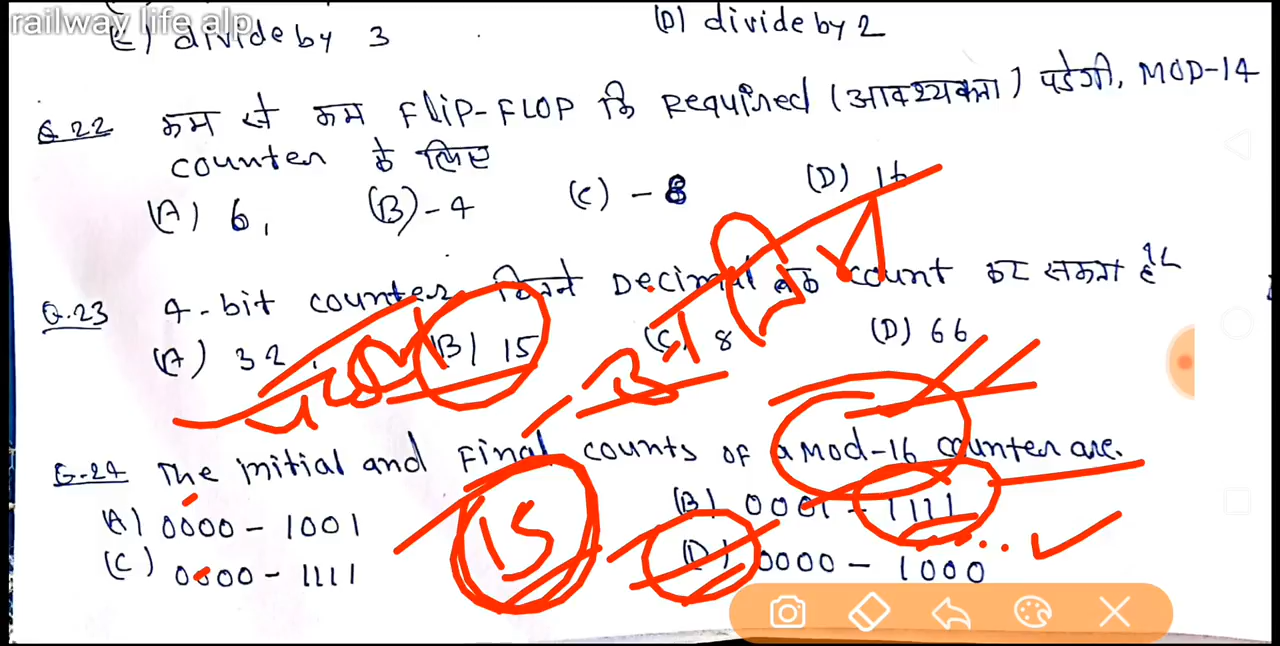 railway life alp
(C) divide by 3 (D) divide by 2
Q.22 कम से कम FLIP-FLOP कि Required (आवश्यकता) पडेगी, MOD-14
counter के लिए
(A) 6, (B) - 4 (C) - 8 (D) 16
Q.23 4-bit counter कितने Decimal तक count कर सकता है
(A) 32, (B) 15 (C) 8 (D) 66
Q.24 The initial and Final counts of a Mod-16 Counter are.
(A) 0000 - 1001 (B) 0001 - 1111
(C) 0000 - 1111 (D) 0000 - 1000
15